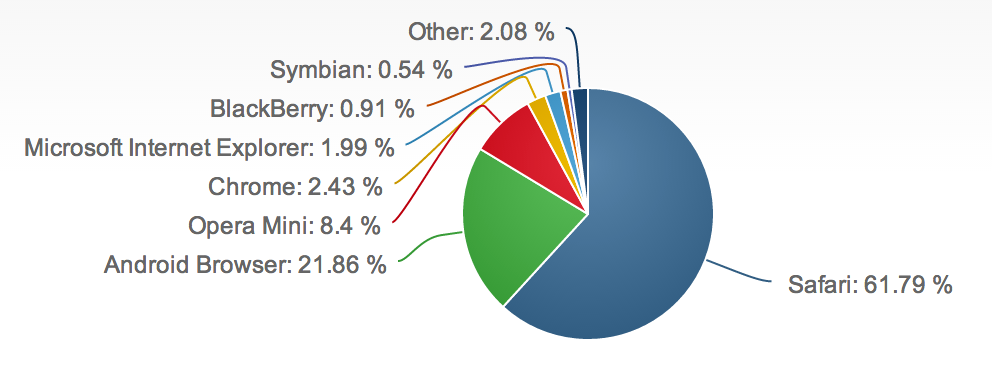 Other: 2.08 %
Symbian: 0.54 %
BlackBerry: 0.91 %
Microsoft Internet Explorer: 1.99 %
Chrome: 2.43 %
Opera Mini: 8.4 %
Android Browser: 21.86 %
Safari: 61.79 %